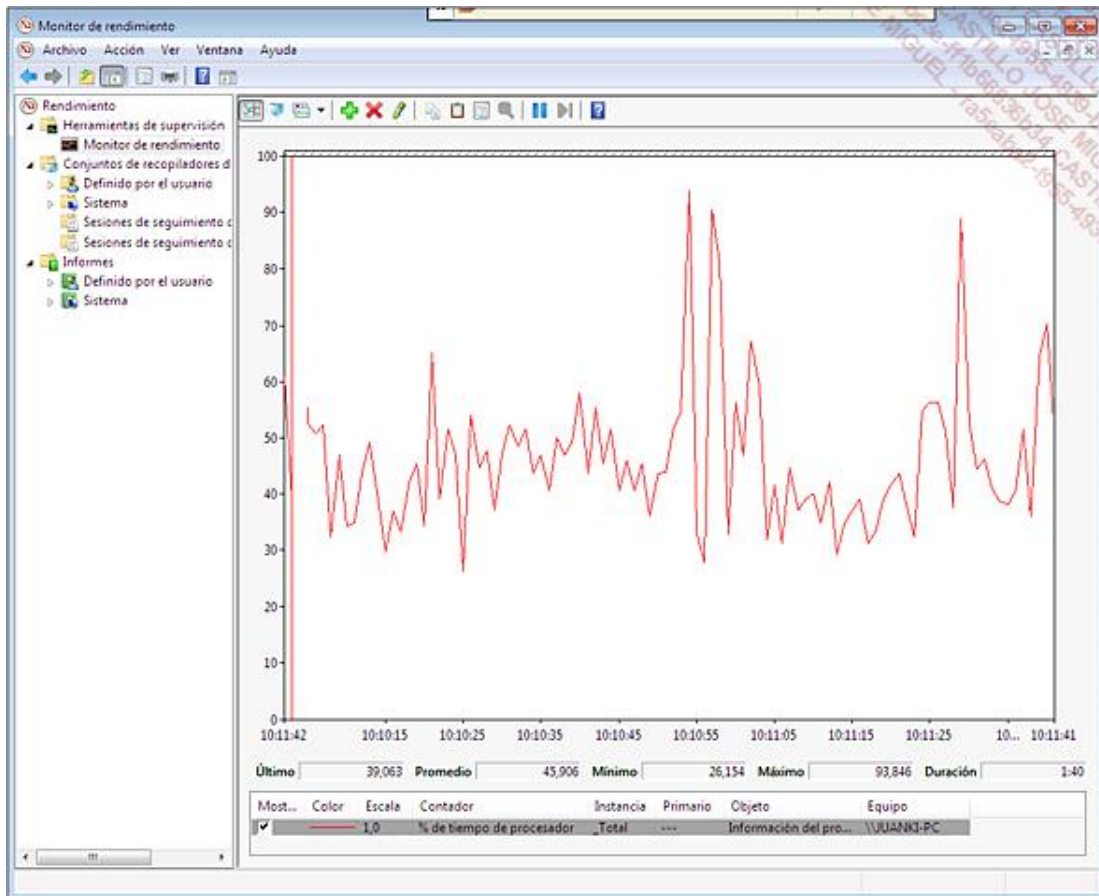 Monitor de rendimiento
Archivo Acción Ver Ventana Ayuda
Rendimiento
Herramientas de supervisión
Monitor de rendimiento
Conjuntos de recopiladores d
Definido por el usuario
Sistema
Sesiones de seguimiento
Sesiones de seguimiento
Informes
Definido por el usuario
Sistema
100
90
80
70
60
50
40
30
20
10
0
10:11:42 10:10:15 10:10:25 10:10:35 10:10:45 10:10:55 10:11:05 10:11:15 10:11:25 10... 10:11:41
Último 39,063 Promedio 45,906 Mínimo 26,154 Máximo 93,846 Duración 1:40
Most... Color Escala Contador Instancia Primario Objeto Equipo
1,0 % de tiempo de procesador _Total --- Información del pro... \\JUANKI-PC
CASTILLO JOSE MIGUEL